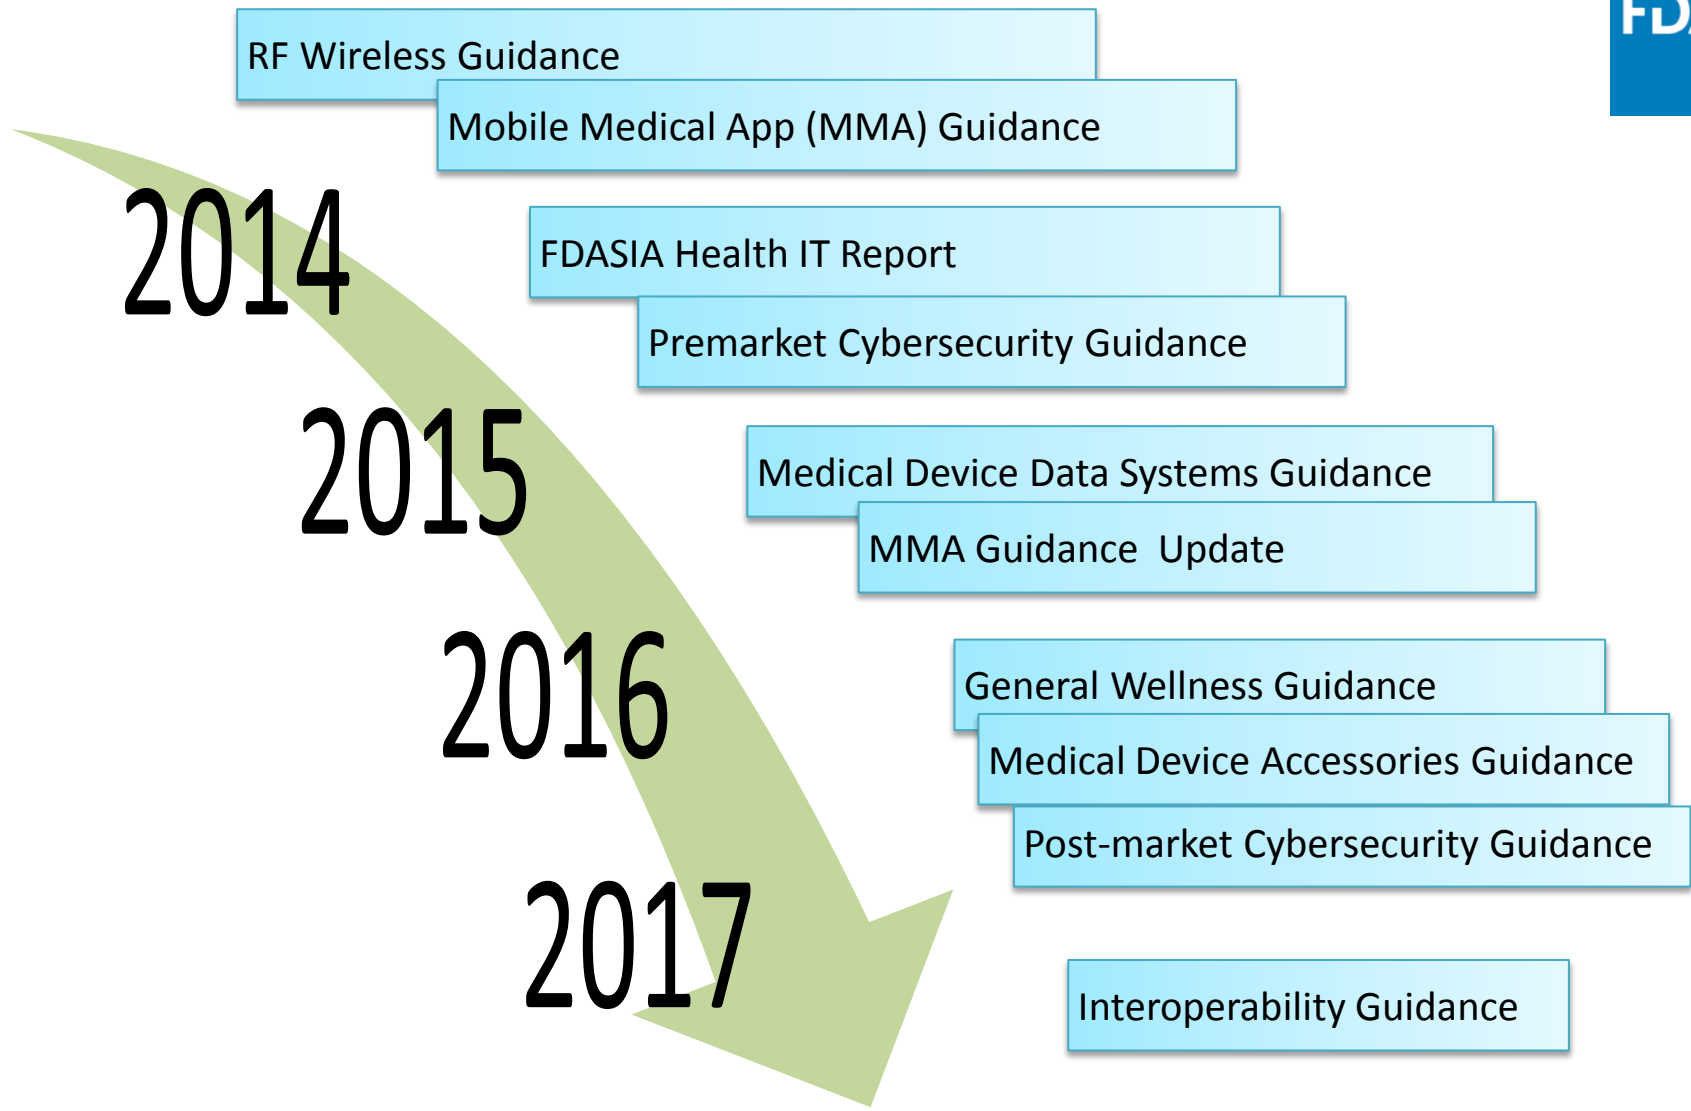 RF Wireless Guidance
Mobile Medical App (MMA) Guidance
2014
FDASIA Health IT Report
Premarket Cybersecurity Guidance
2015
Medical Device Data Systems Guidance
MMA Guidance  Update
2016
General Wellness Guidance
Medical Device Accessories Guidance
Post-market Cybersecurity Guidance
2017
Interoperability Guidance